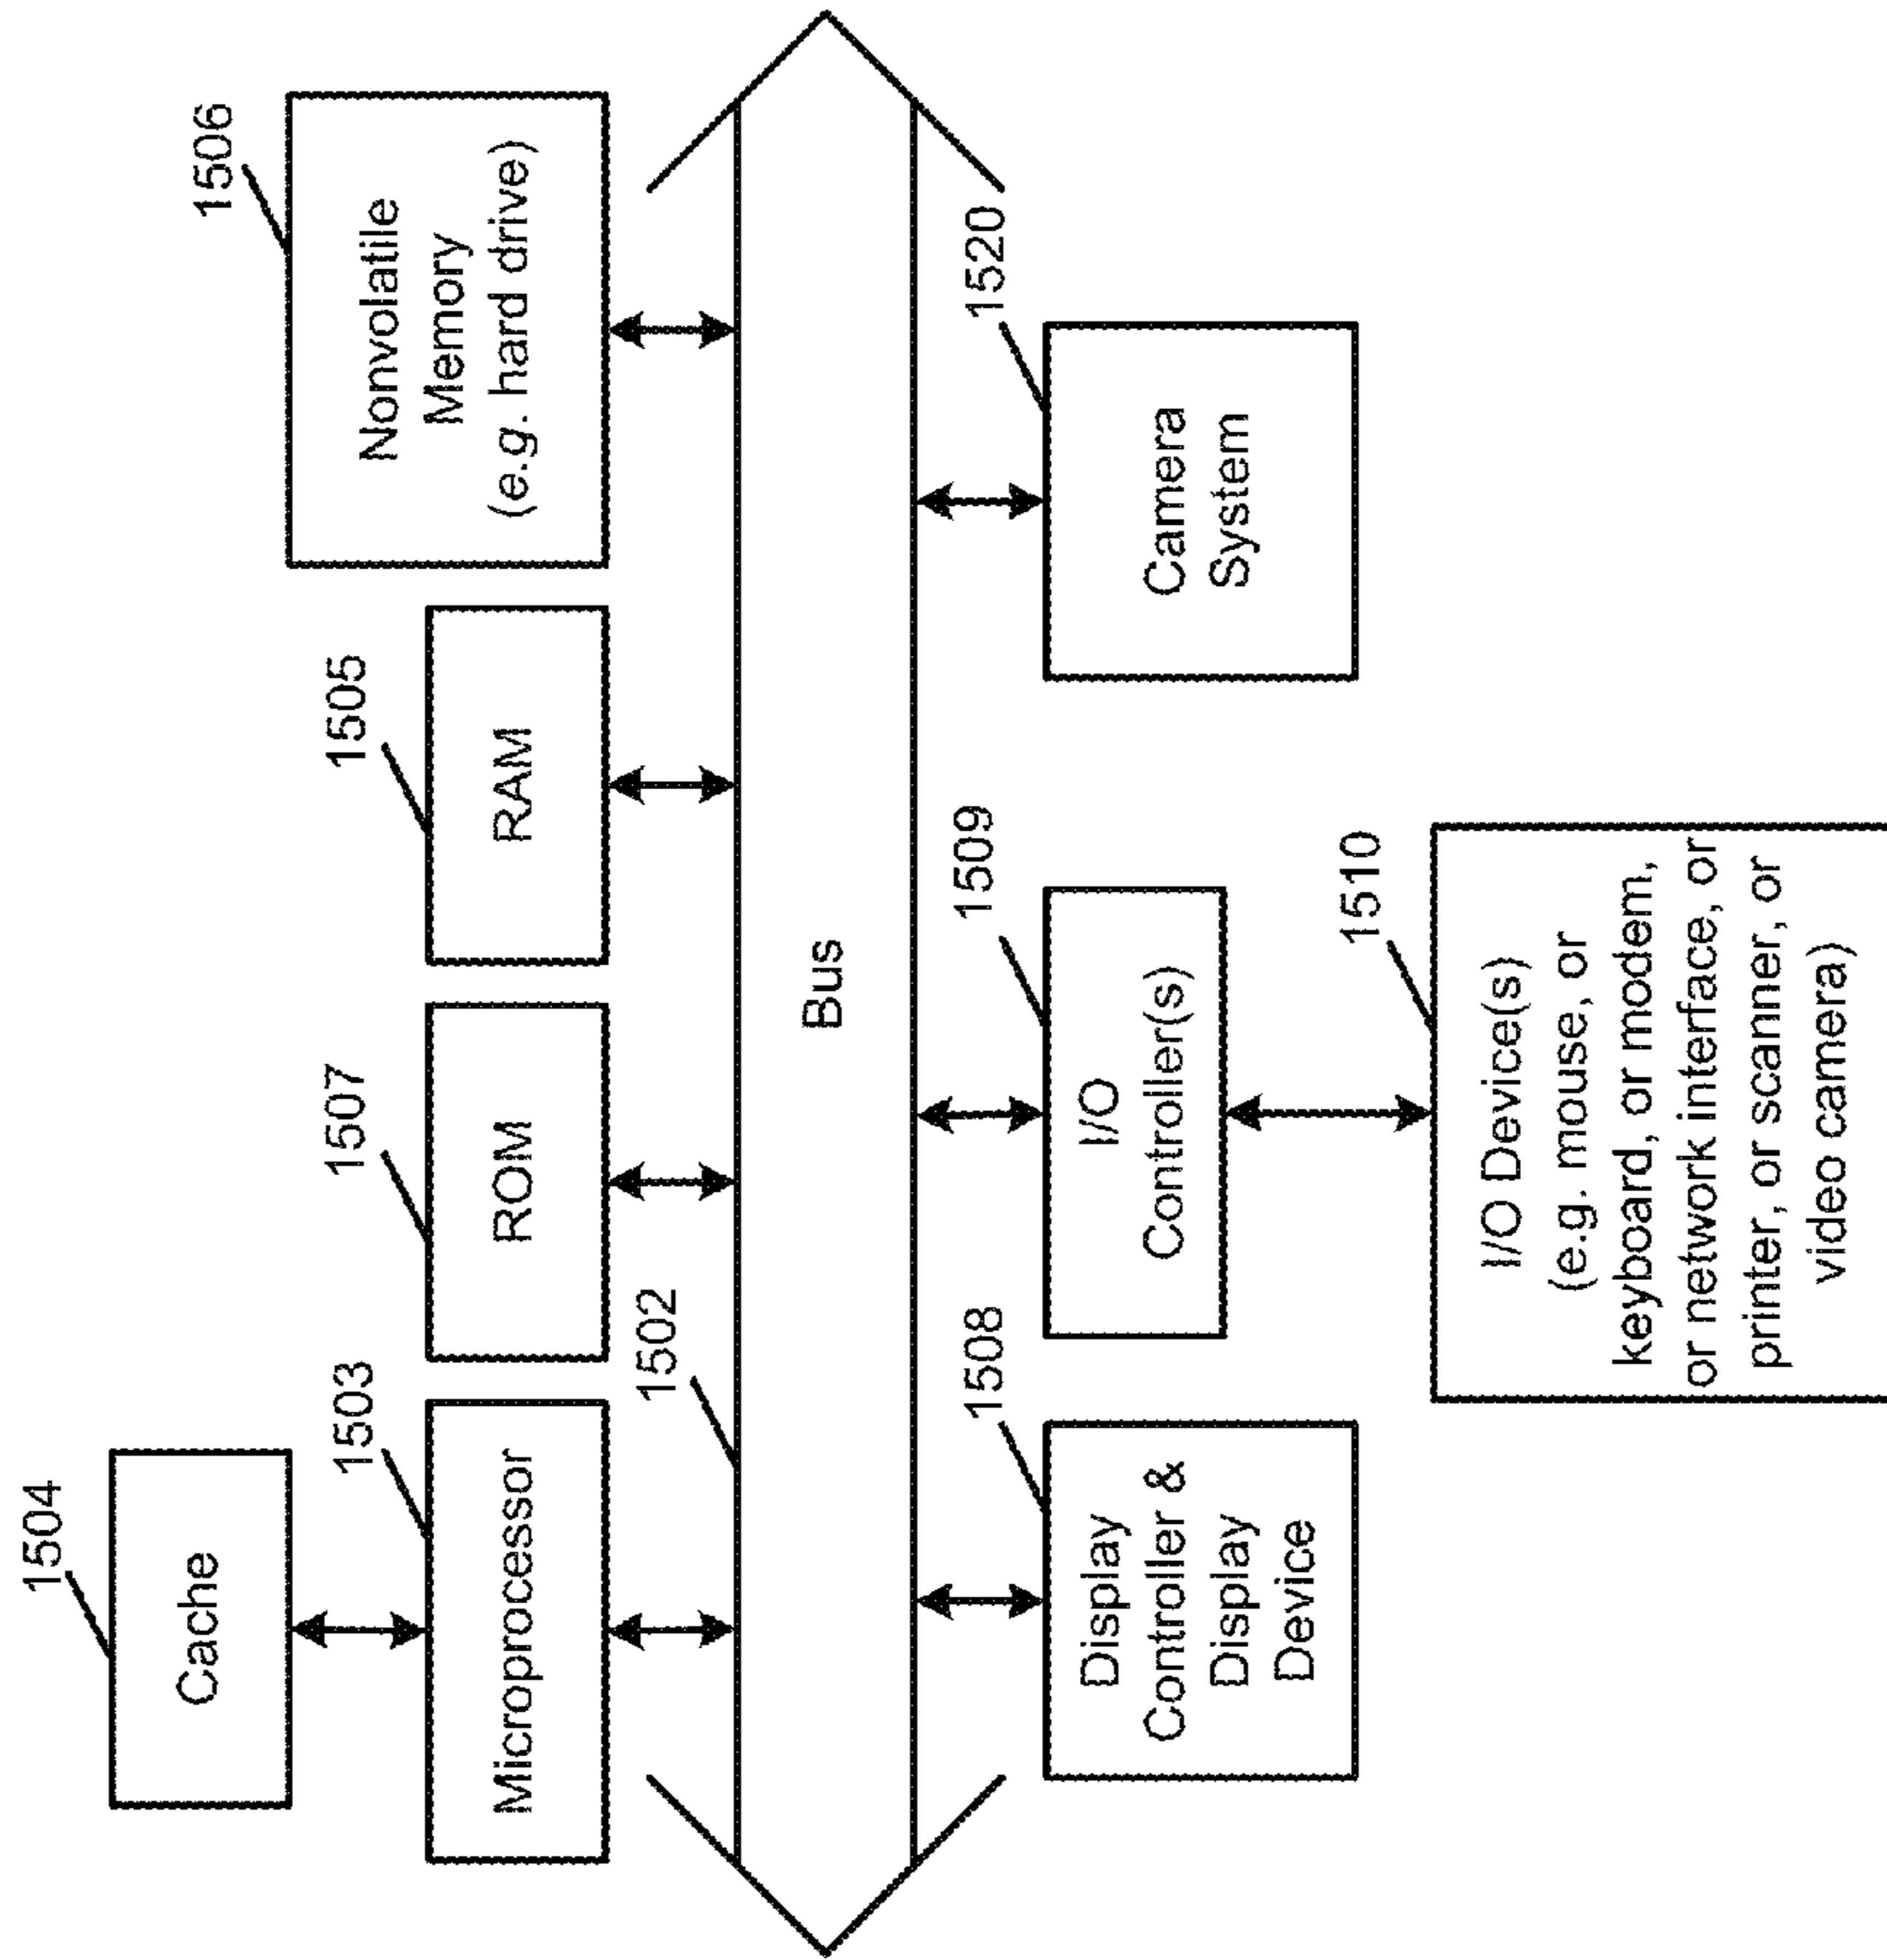 1504
Cache
1503
Microprocessor
1507
ROM
1505
RAM
1506
Nonvolatile
Memory
(e.g. hard drive)
1502
Bus
1508
Display
Controller &
Display
Device
1509
I/O
Controller(s)
1520
Camera
System
1510
I/O Device(s)
(e.g. mouse, or
keyboard, or modem,
or network interface, or
printer, or scanner, or
video camera)